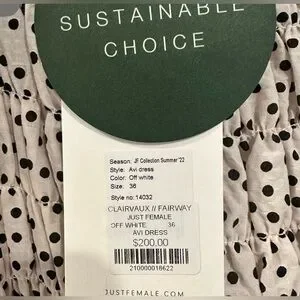 SUSTAINABLE
CHOICE
Season: JF Collection Summer'22
Style: Avi dress
Color: Off white
Size: 36
Style no: 14032
CLAIRVAUX // FAIRWAY
JUST FEMALE
OFF WHITE 36
AVI DRESS
$200.00
210000018622
JUSTFEMALE.COM